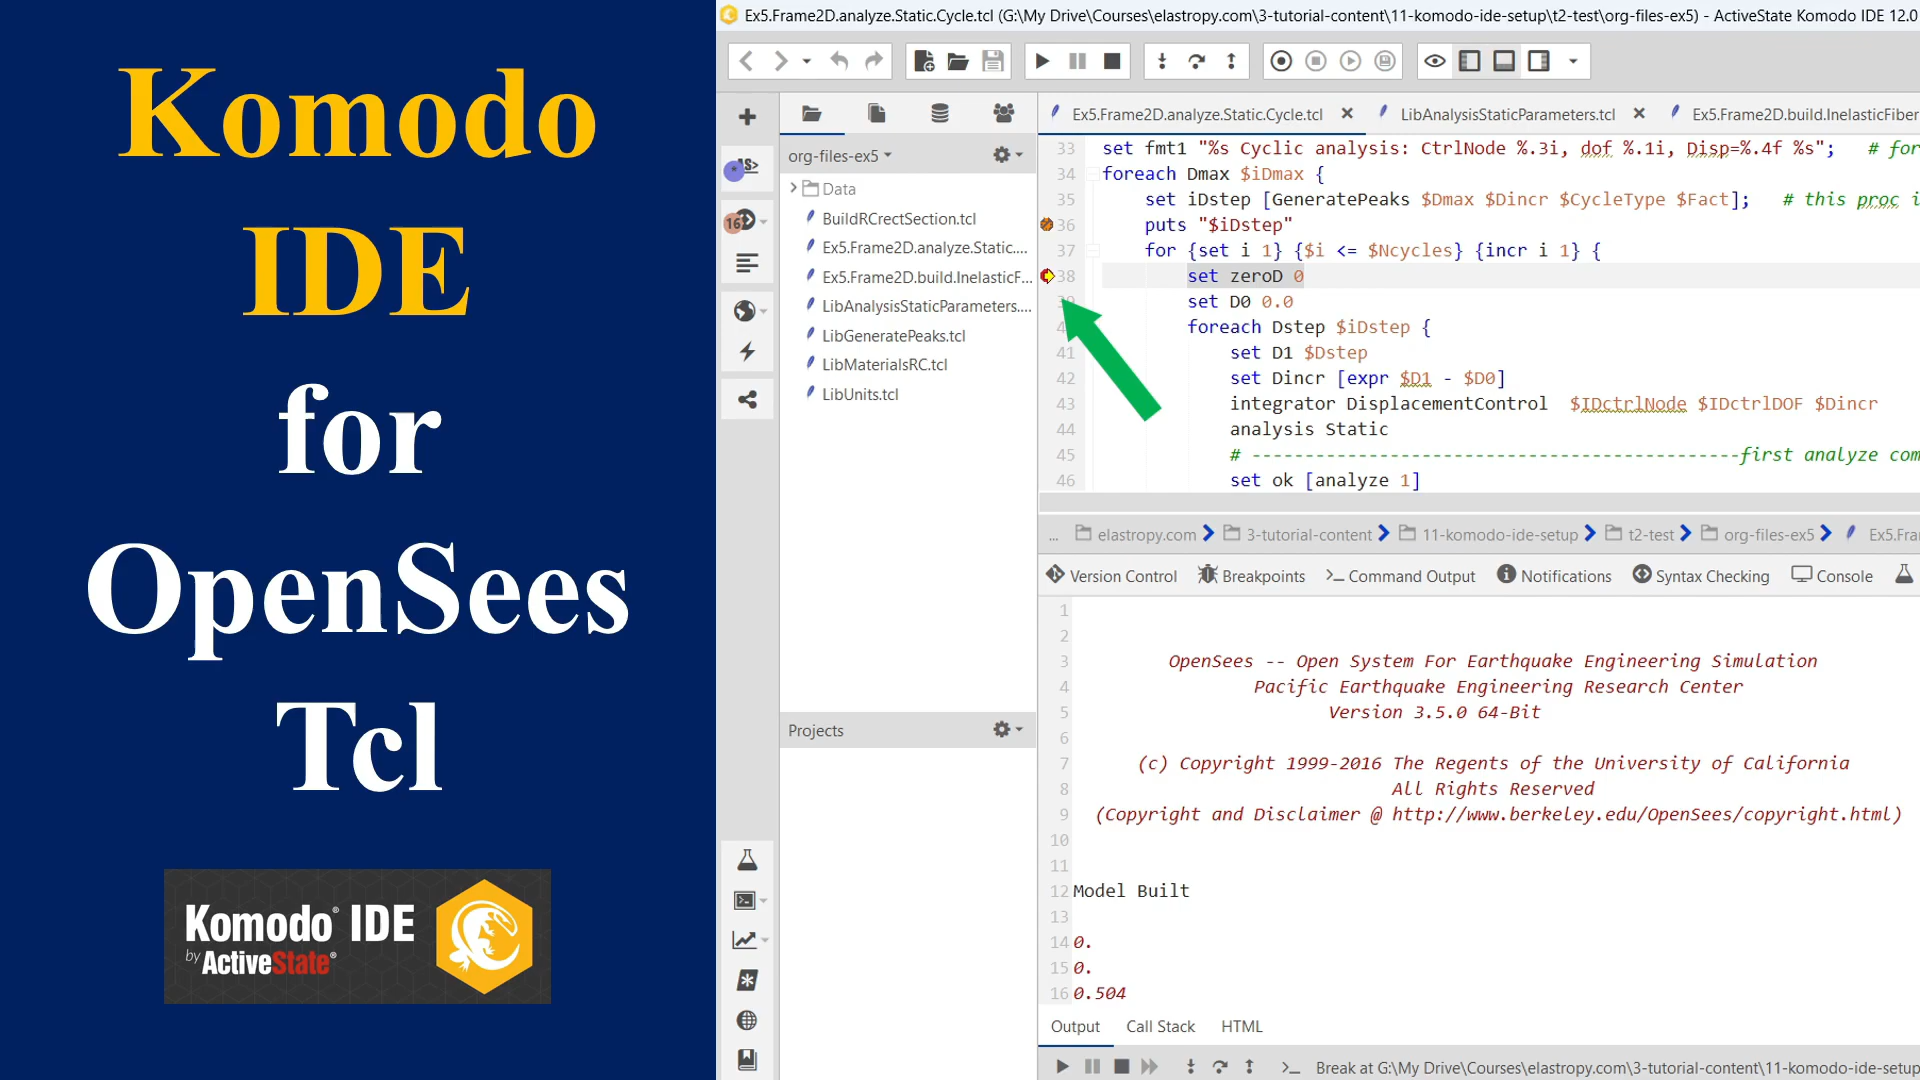 Komodo
IDE
for
OpenSees
Tcl
Komodo® IDE
by ActiveState®
Ex5.Frame2D.analyze.Static.Cycle.tcl (G:\My Drive\Courses\elastropy.com\3-tutorial-content\11-komodo-ide-setup\t2-test\org-files-ex5) - ActiveState Komodo IDE 12.0
Ex5.Frame2D.analyze.Static.Cycle.tcl LibAnalysisStaticParameters.tcl Ex5.Frame2D.build.InelasticFiber
16
org-files-ex5
Data
BuildRCrectSection.tcl
Ex5.Frame2D.analyze.Static....
Ex5.Frame2D.build.InelasticF...
LibAnalysisStaticParameters....
LibGeneratePeaks.tcl
LibMaterialsRC.tcl
LibUnits.tcl
Projects
33 set fmt1 "%s Cyclic analysis: CtrlNode %.3i, dof %.1i, Disp=%.4f %s"; # for
34 foreach Dmax $iDmax {
35 set iDstep [GeneratePeaks $Dmax $Dincr $CycleType $Fact]; # this proc i
36 puts "$iDstep"
37 for {set i 1} {$i <= $Ncycles} {incr i 1} {
38 set zeroD 0
39 set D0 0.0
foreach Dstep $iDstep {
41 set D1 $Dstep
42 set Dincr [expr $D1 - $D0]
43 integrator DisplacementControl $IDctrlNode $IDctrlDOF $Dincr
44 analysis Static
45 # ----------------------------------------------first analyze com
46 set ok [analyze 1]
... elastropy.com 3-tutorial-content 11-komodo-ide-setup t2-test org-files-ex5 Ex5.Fra
Version Control Breakpoints Command Output Notifications Syntax Checking Console
1
2
3 OpenSees -- Open System For Earthquake Engineering Simulation
4 Pacific Earthquake Engineering Research Center
5 Version 3.5.0 64-Bit
6
7 (c) Copyright 1999-2016 The Regents of the University of California
8 All Rights Reserved
9 (Copyright and Disclaimer @ http://www.berkeley.edu/OpenSees/copyright.html)
10
11
12 Model Built
13
14 0.
15 0.
16 0.504
Output Call Stack HTML
Break at G:\My Drive\Courses\elastropy.com\3-tutorial-content\11-komodo-ide-setup